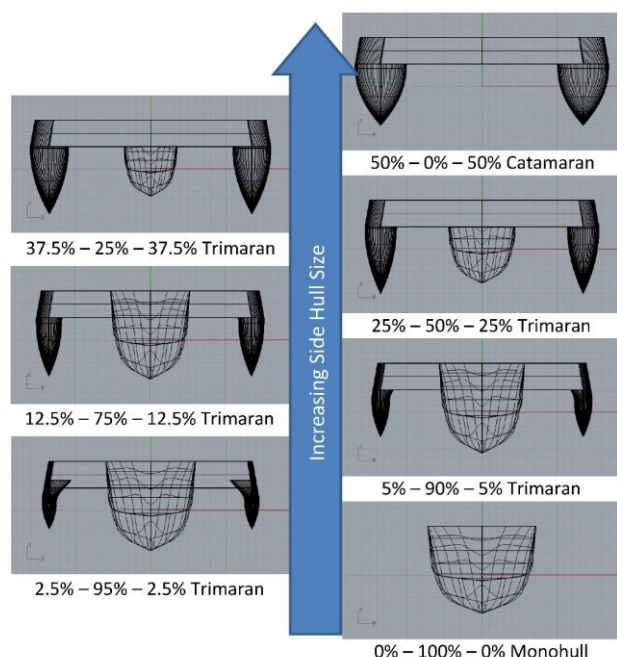 37.5% – 25% – 37.5% Trimaran
12.5% – 75% – 12.5% Trimaran
2.5% – 95% – 2.5% Trimaran
Increasing Side Hull Size
50% – 0% – 50% Catamaran
25% – 50% – 25% Trimaran
5% – 90% – 5% Trimaran
0% – 100% – 0% Monohull